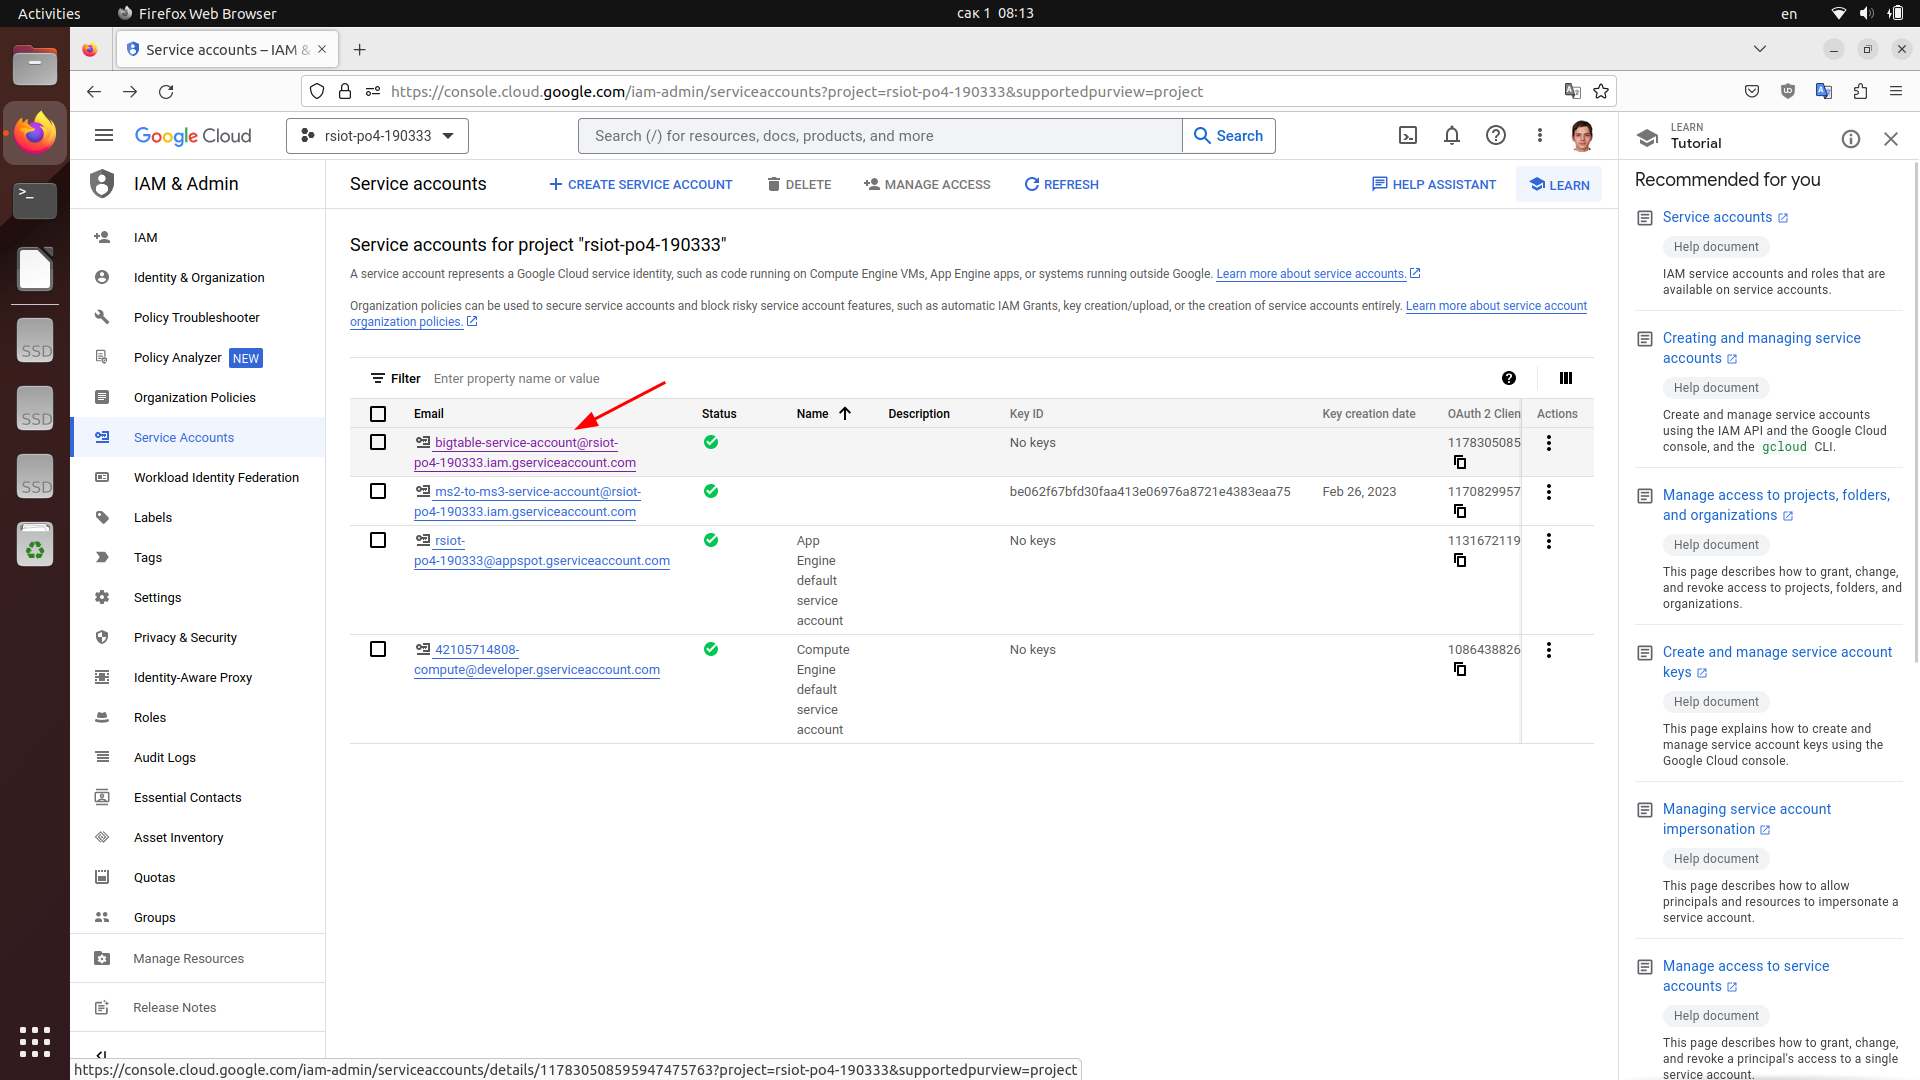 Activities
Firefox Web Browser
сак 1 08:13
en
Service accounts – IAM &
https://console.cloud.google.com/iam-admin/serviceaccounts?project=rsiot-po4-190333&supportedpurview=project
Google Cloud
rsiot-po4-190333
Search (/) for resources, docs, products, and more
Search
IAM & Admin
IAM
Identity & Organization
Policy Troubleshooter
Policy Analyzer NEW
Organization Policies
Service Accounts
Workload Identity Federation
Labels
Tags
Settings
Privacy & Security
Identity-Aware Proxy
Roles
Audit Logs
Essential Contacts
Asset Inventory
Quotas
Groups
Manage Resources
Release Notes
SSD
SSD
SSD
Service accounts
CREATE SERVICE ACCOUNT
DELETE
MANAGE ACCESS
REFRESH
HELP ASSISTANT
LEARN
Service accounts for project "rsiot-po4-190333"
A service account represents a Google Cloud service identity, such as code running on Compute Engine VMs, App Engine apps, or systems running outside Google. Learn more about service accounts.
Organization policies can be used to secure service accounts and block risky service account features, such as automatic IAM Grants, key creation/upload, or the creation of service accounts entirely. Learn more about service account
organization policies.
Filter Enter property name or value
Email Status Name Description Key ID Key creation date OAuth 2 Clien Actions
bigtable-service-account@rsiot- No keys 1178305085
po4-190333.iam.gserviceaccount.com
ms2-to-ms3-service-account@rsiot- be062f67bfd30faa413e06976a8721e4383eaa75 Feb 26, 2023 1170829957
po4-190333.iam.gserviceaccount.com
rsiot- App No keys 1131672119
po4-190333@appspot.gserviceaccount.com Engine
default
service
account
42105714808- Compute No keys 1086438826
compute@developer.gserviceaccount.com Engine
default
service
account
LEARN
Tutorial
Recommended for you
Service accounts
Help document
IAM service accounts and roles that are
available on service accounts.
Creating and managing service
accounts
Help document
Create and manage service accounts
using the IAM API and the Google Cloud
console, and the gcloud CLI.
Manage access to projects, folders,
and organizations
Help document
This page describes how to grant, change,
and revoke access to projects, folders, and
organizations.
Create and manage service account
keys
Help document
This page explains how to create and
manage service account keys using the
Google Cloud console.
Managing service account
impersonation
Help document
This page describes how to allow
principals and resources to impersonate a
service account.
Manage access to service
accounts
Help document
This page describes how to grant, change,
and revoke a principal's access to a single
service account.
https://console.cloud.google.com/iam-admin/serviceaccounts/details/117830508595947475763?project=rsiot-po4-190333&supportedpurview=project